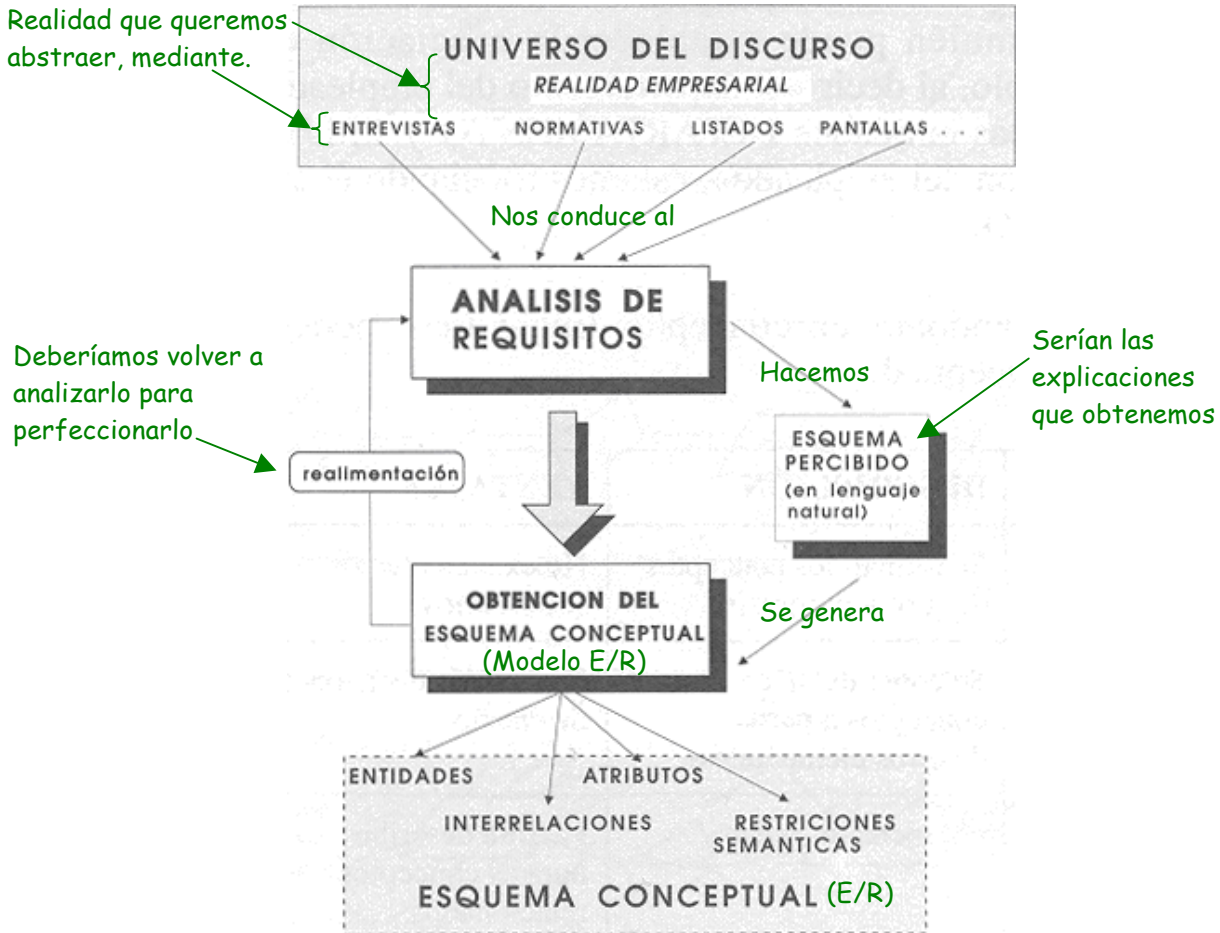 Realidad que queremos
abstraer, mediante.
UNIVERSO DEL DISCURSO
REALIDAD EMPRESARIAL
ENTREVISTAS NORMATIVAS LISTADOS PANTALLAS . . .
Nos conduce al
ANALISIS DE
REQUISITOS
Deberíamos volver a
analizarlo para
perfeccionarlo
realimentación
Hacemos
Serían las
explicaciones
que obtenemos
ESQUEMA
PERCIBIDO
(en lenguaje
natural)
Se genera
OBTENCION DEL
ESQUEMA CONCEPTUAL
(Modelo E/R)
ENTIDADES ATRIBUTOS
INTERRELACIONES RESTRICIONES
SEMANTICAS
ESQUEMA CONCEPTUAL (E/R)